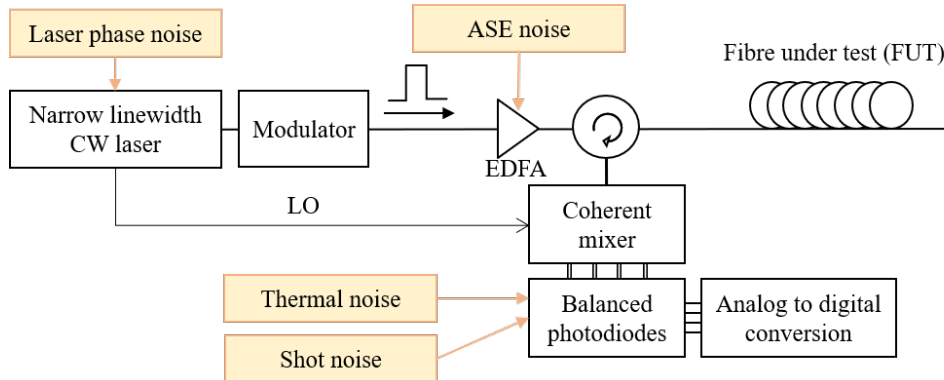 Laser phase noise
ASE noise
Fibre under test (FUT)
Narrow linewidth
CW laser
Modulator
EDFA
LO
Coherent
mixer
Thermal noise
Balanced
photodiodes
Analog to digital
conversion
Shot noise